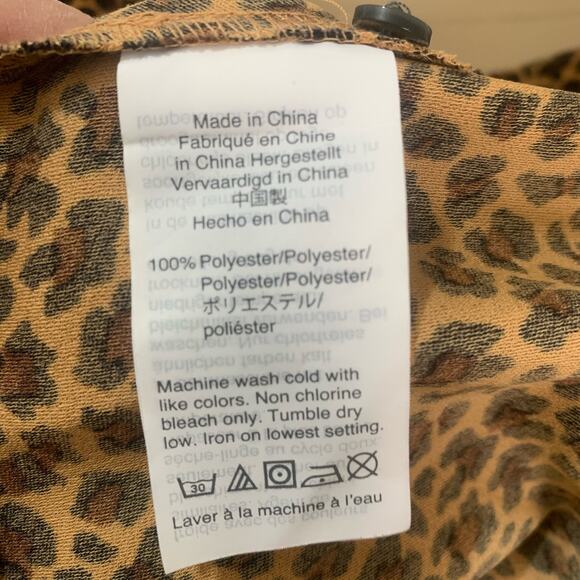 Made in China
Fabriqué en Chine
in China Hergestellt
Vervaardigd in China
中国製
Hecho en China
100% Polyester/Polyester/
Polyester/Polyester/
ポリエステル/
poliéster
Machine wash cold with
like colors. Non chlorine
bleach only. Tumble dry
low. Iron on lowest setting.
30
Laver à la machine à l'eau